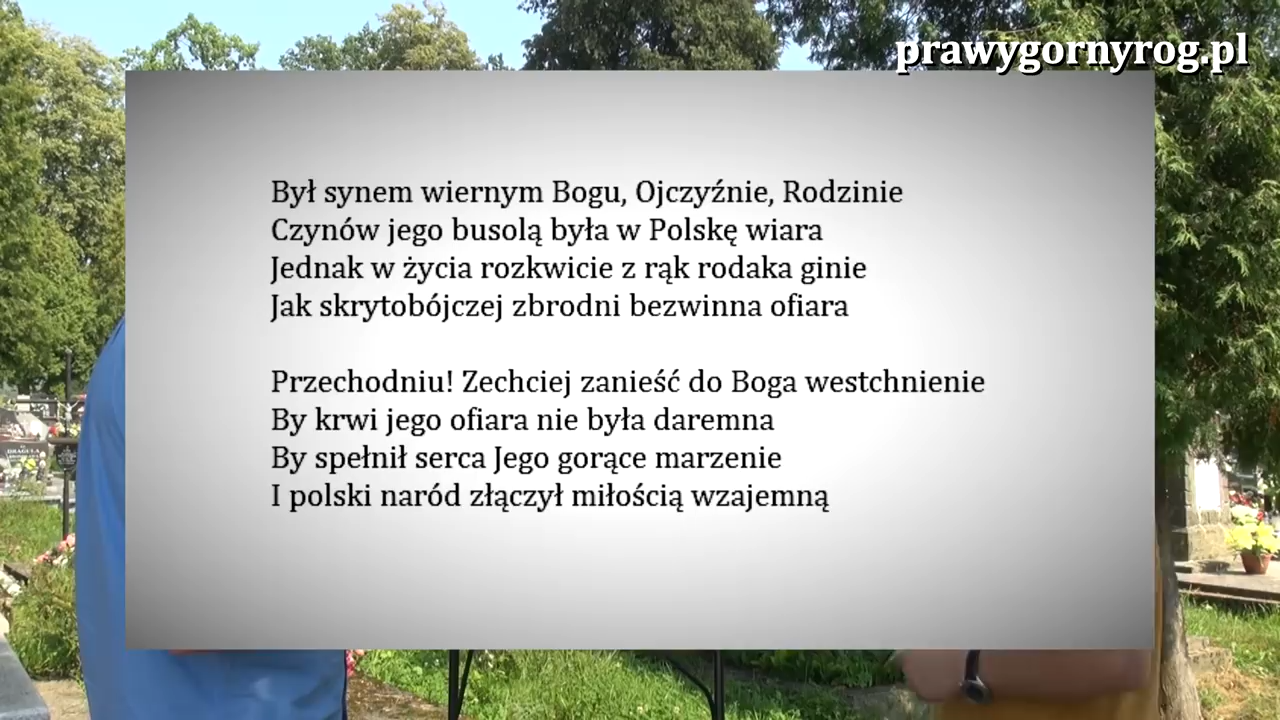 prawygornyrog.pl
Był synem wiernym Bogu, Ojczyźnie, Rodzinie
Czynów jego busolą była w Polskę wiara
Jednak w życia rozkwicie z rąk rodaka ginie
Jak skrytobójczej zbrodni bezwinna ofiara
Przechodniu! Zechciej zanieść do Boga westchnienie
By krwi jego ofiara nie była daremna
By spełnił serca Jego gorące marzenie
I polski naród złączył miłością wzajemną
DRAGUŁA